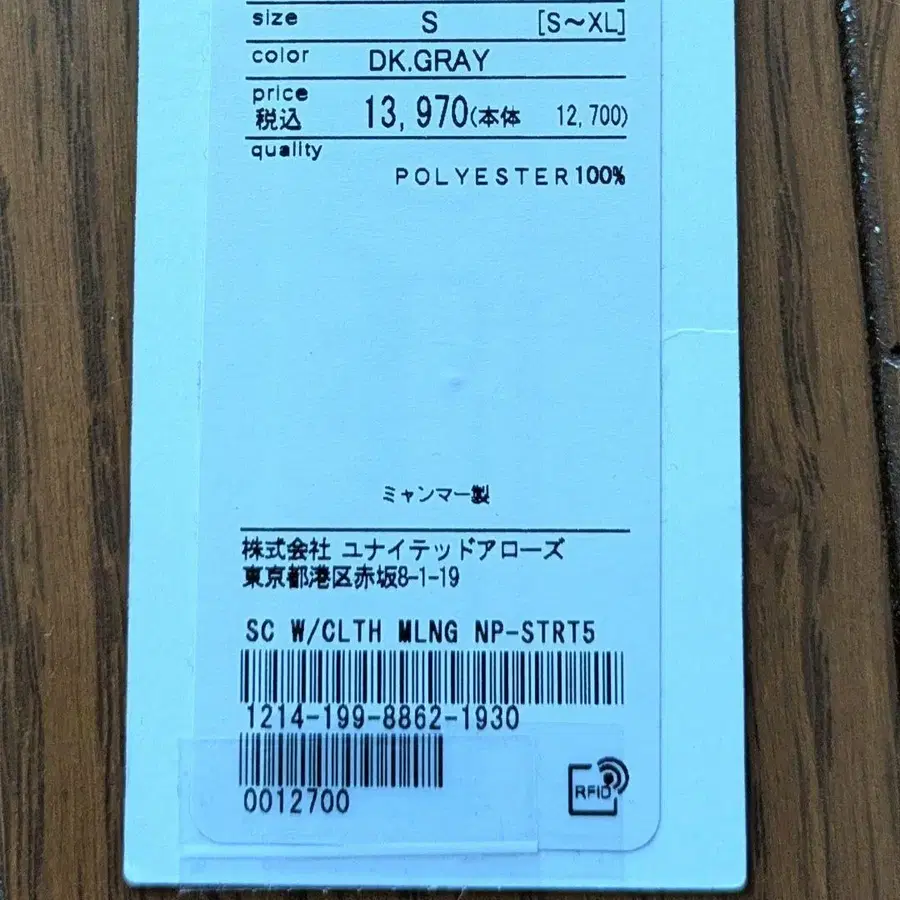 size S [S～XL]
color DK.GRAY
price
税込 13,970(本体 12,700)
quality
POLYESTER100%
ミャンマー製
株式会社 ユナイテッドアローズ
東京都港区赤坂8-1-19
SC W/CLTH MLNG NP-STRT5
1214-199-8862-1930
0012700
RFID